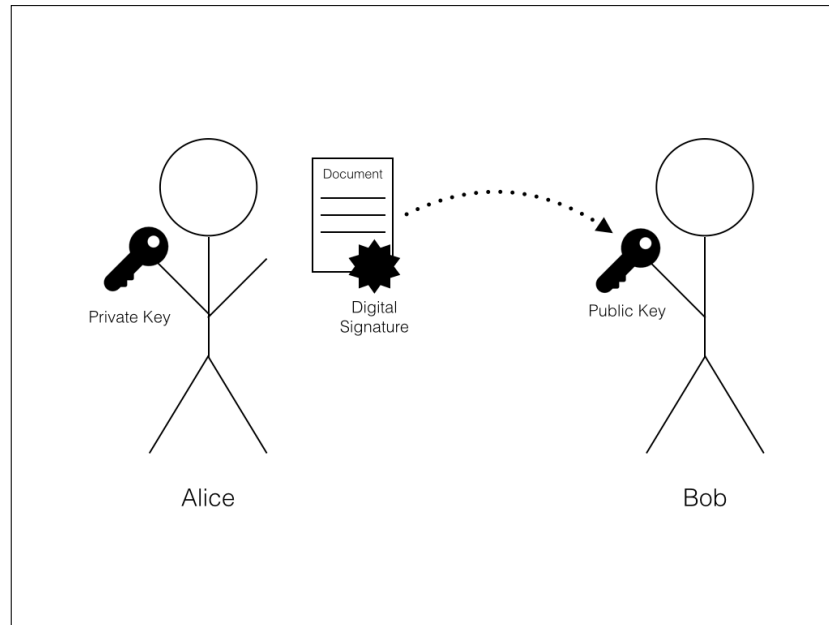 Document
Private Key
Digital
Signature
Public Key
Alice
Bob